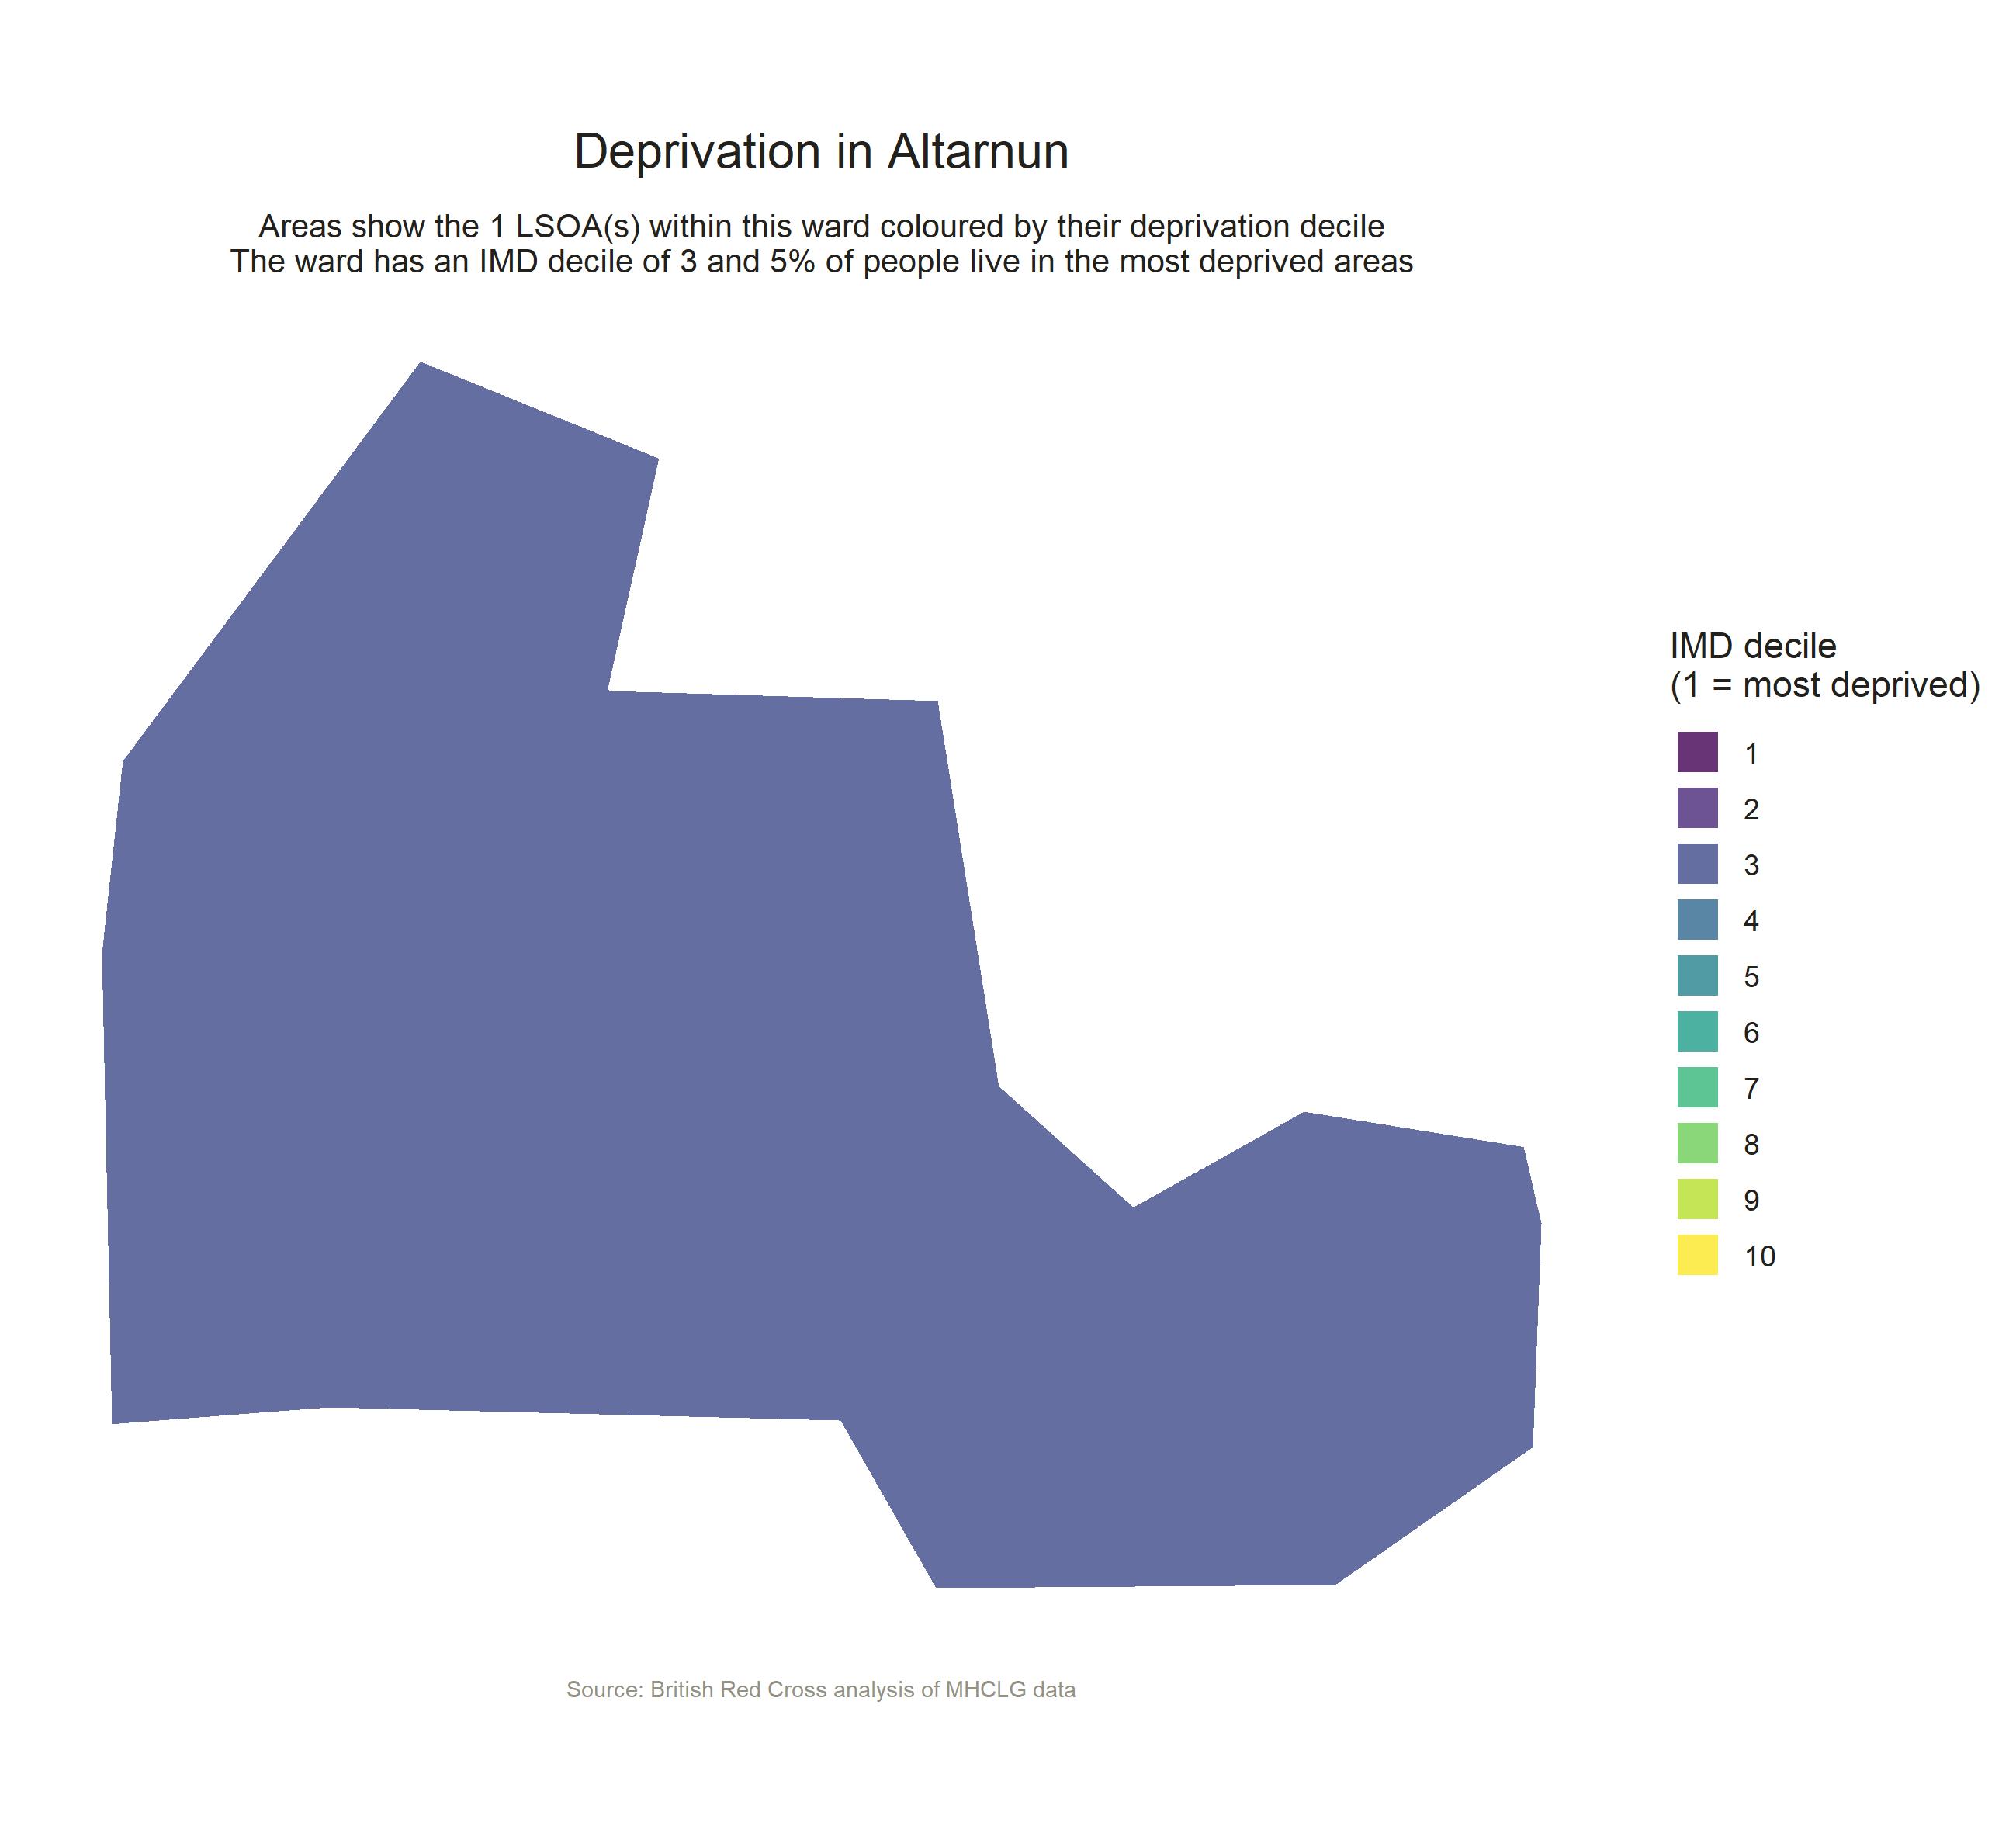 Deprivation in Altarnun
Areas show the 1 LSOA(s) within this ward coloured by their deprivation decile
The ward has an IMD decile of 3 and 5% of people live in the most deprived areas
IMD decile
(1 = most deprived)
1
2
3
4
5
6
7
8
9
10
Source: British Red Cross analysis of MHCLG data